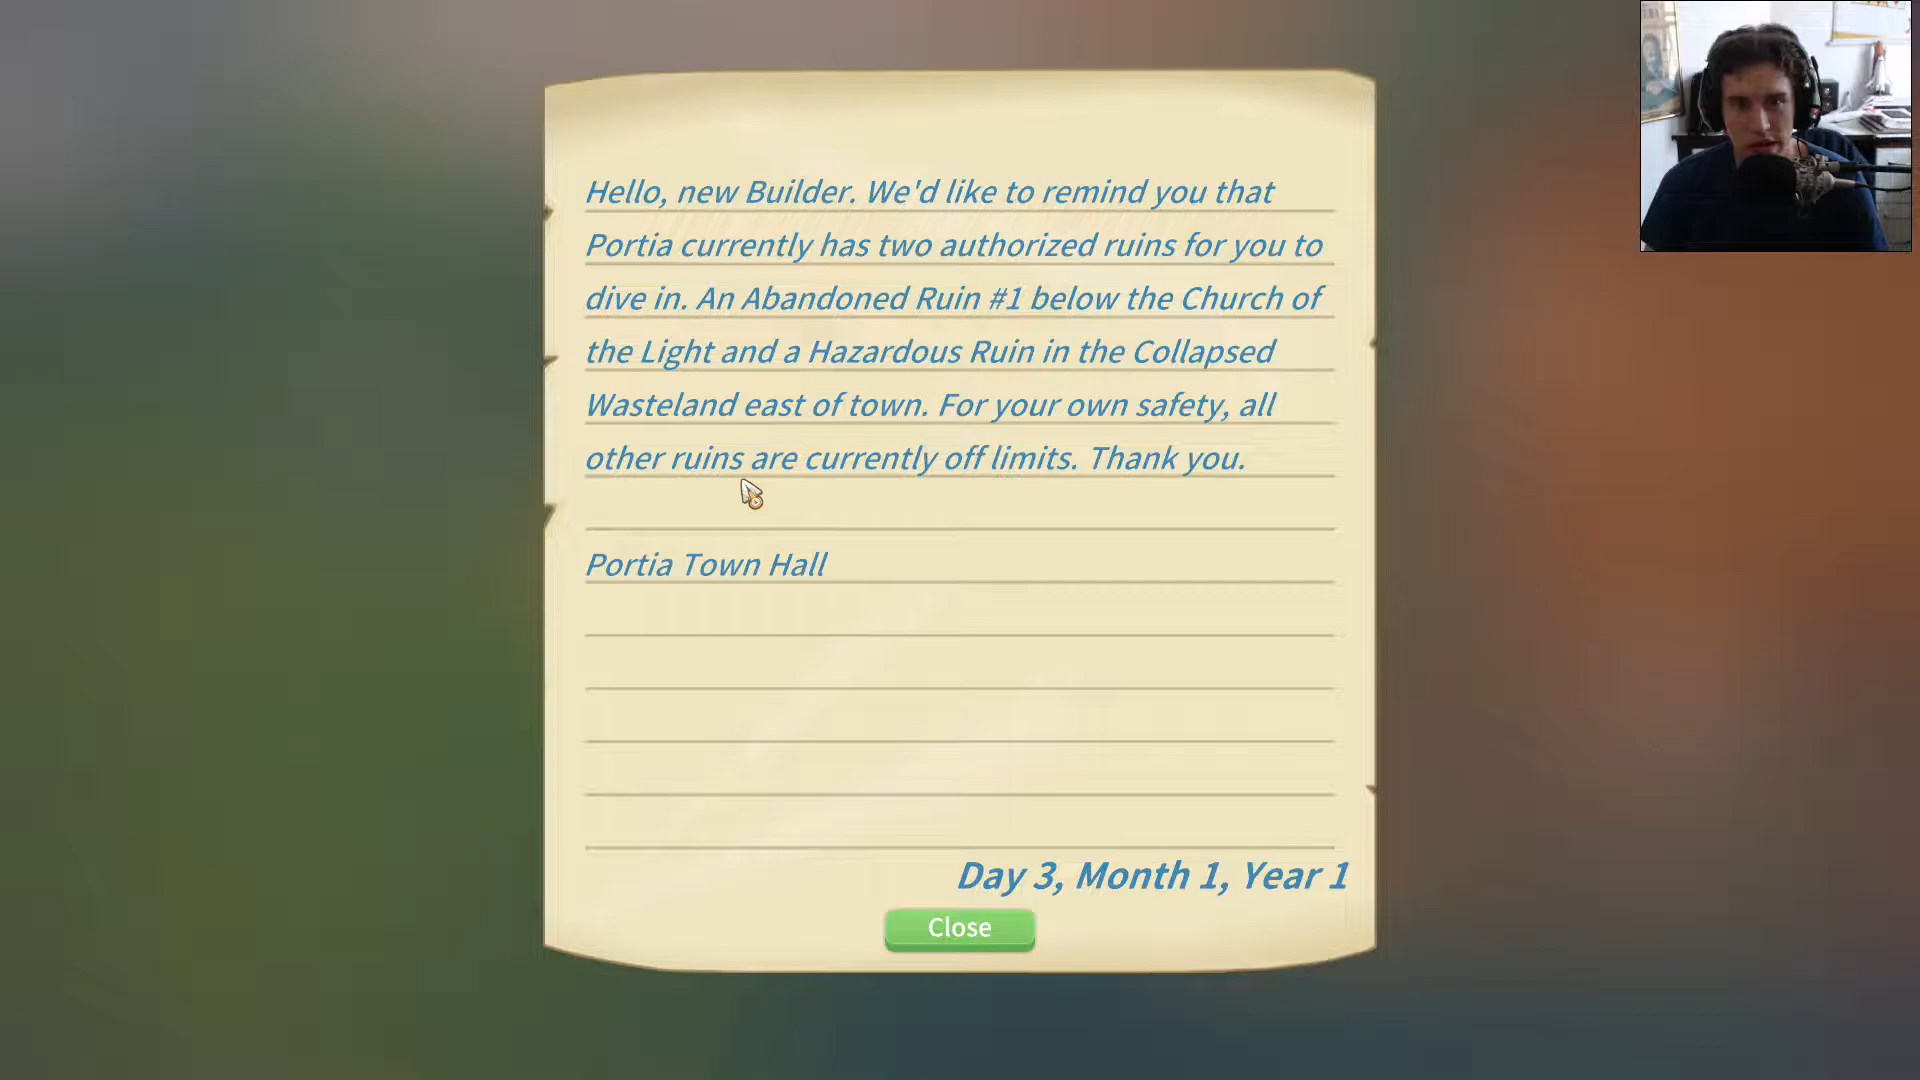 Hello, new Builder. We'd like to remind you that
Portia currently has two authorized ruins for you to
dive in. An Abandoned Ruin #1 below the Church of
the Light and a Hazardous Ruin in the Collapsed
Wasteland east of town. For your own safety, all
other ruins are currently off limits. Thank you.
Portia Town Hall
Day 3, Month 1, Year 1
Close